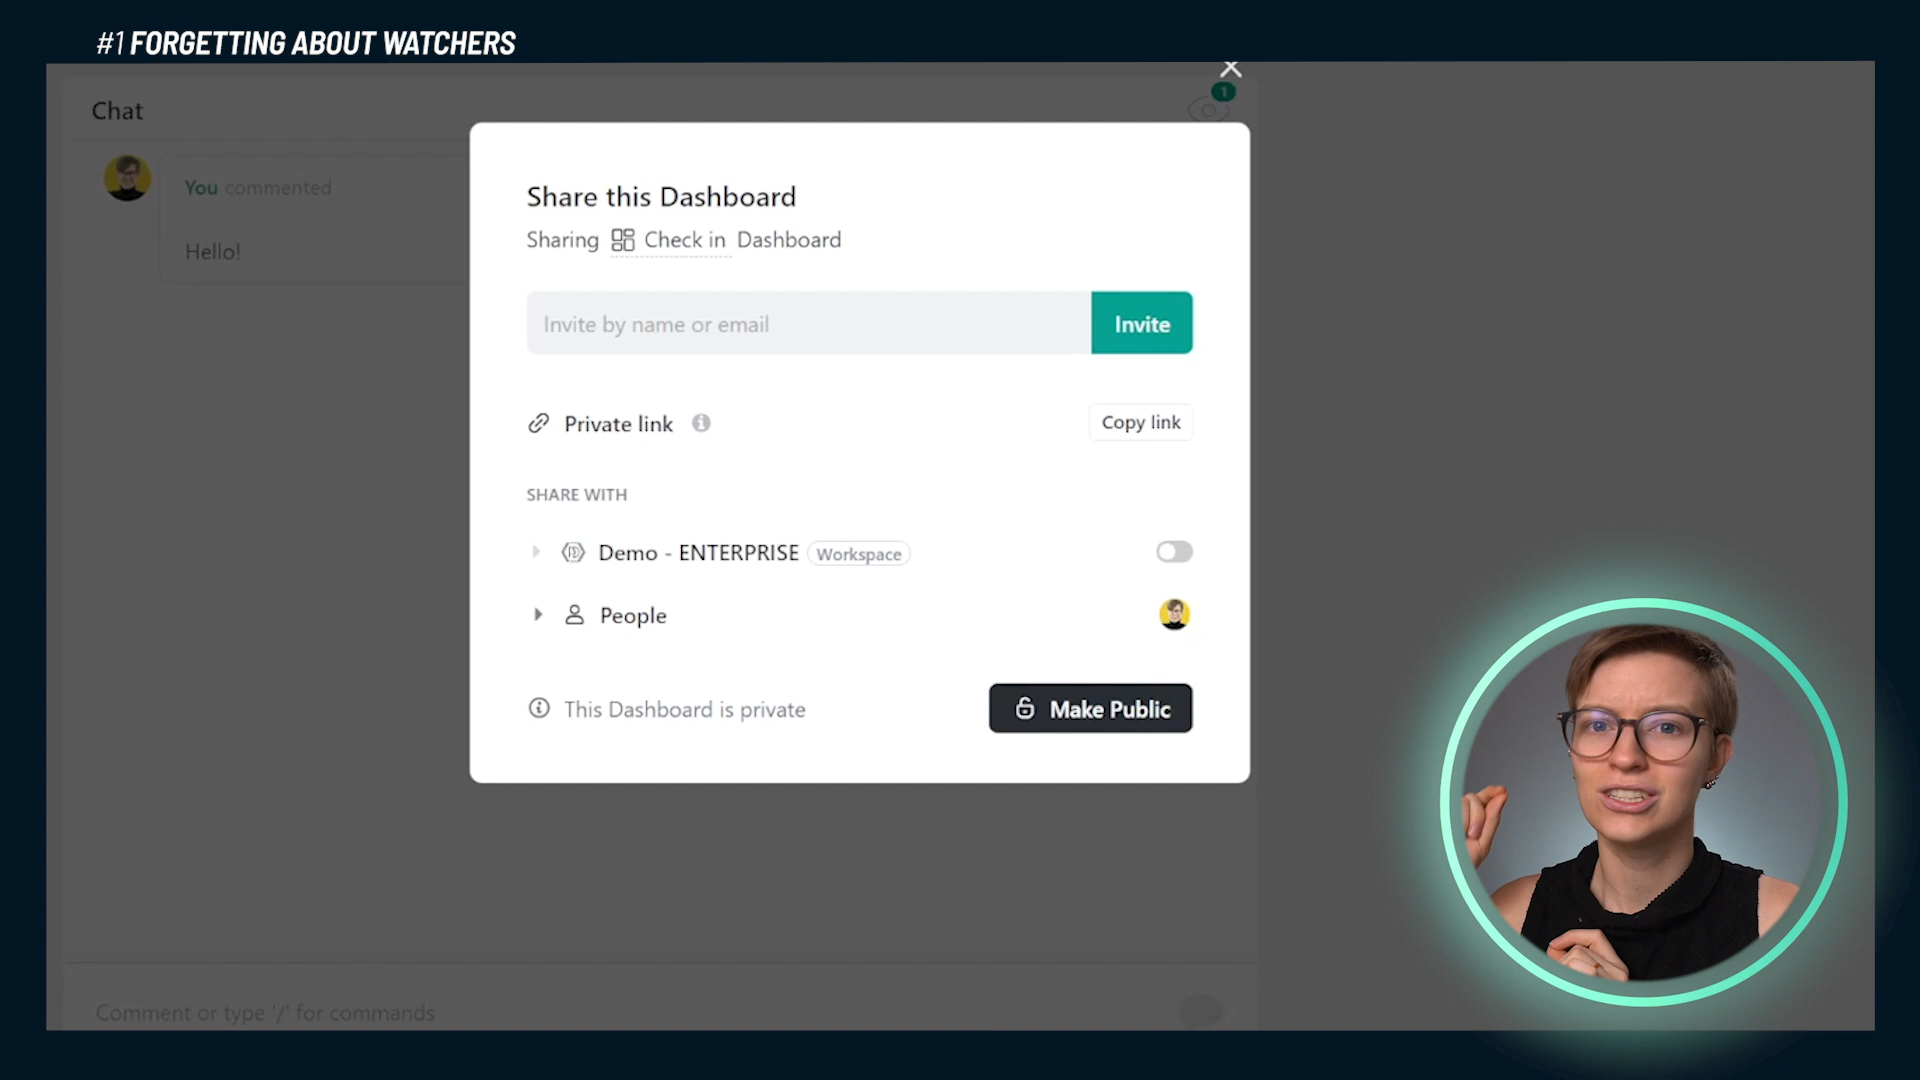 #1 FORGETTING ABOUT WATCHERS
Chat
1
You commented
Hello!
Share this Dashboard
Sharing Check in Dashboard
Invite by name or email
Invite
Private link
Copy link
SHARE WITH
Demo - ENTERPRISE Workspace
People
This Dashboard is private
Make Public
Comment or type '/' for commands